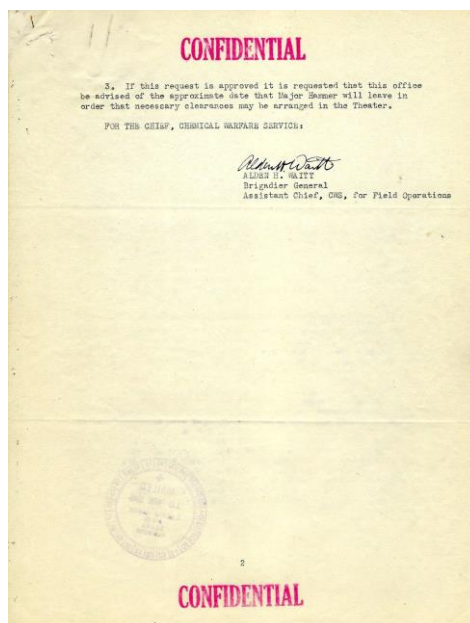 CONFIDENTIAL
3. If this request is approved it is requested that this office
be advised of the approximate date that Major Hammer will leave in
order that necessary clearances may be arranged in the Theater.
FOR THE CHIEF, CHEMICAL WARFARE SERVICE:
Alden H Waitt
ALDEN H. WAITT
Brigadier General
Assistant Chief, CWS, for Field Operations
2
CONFIDENTIAL